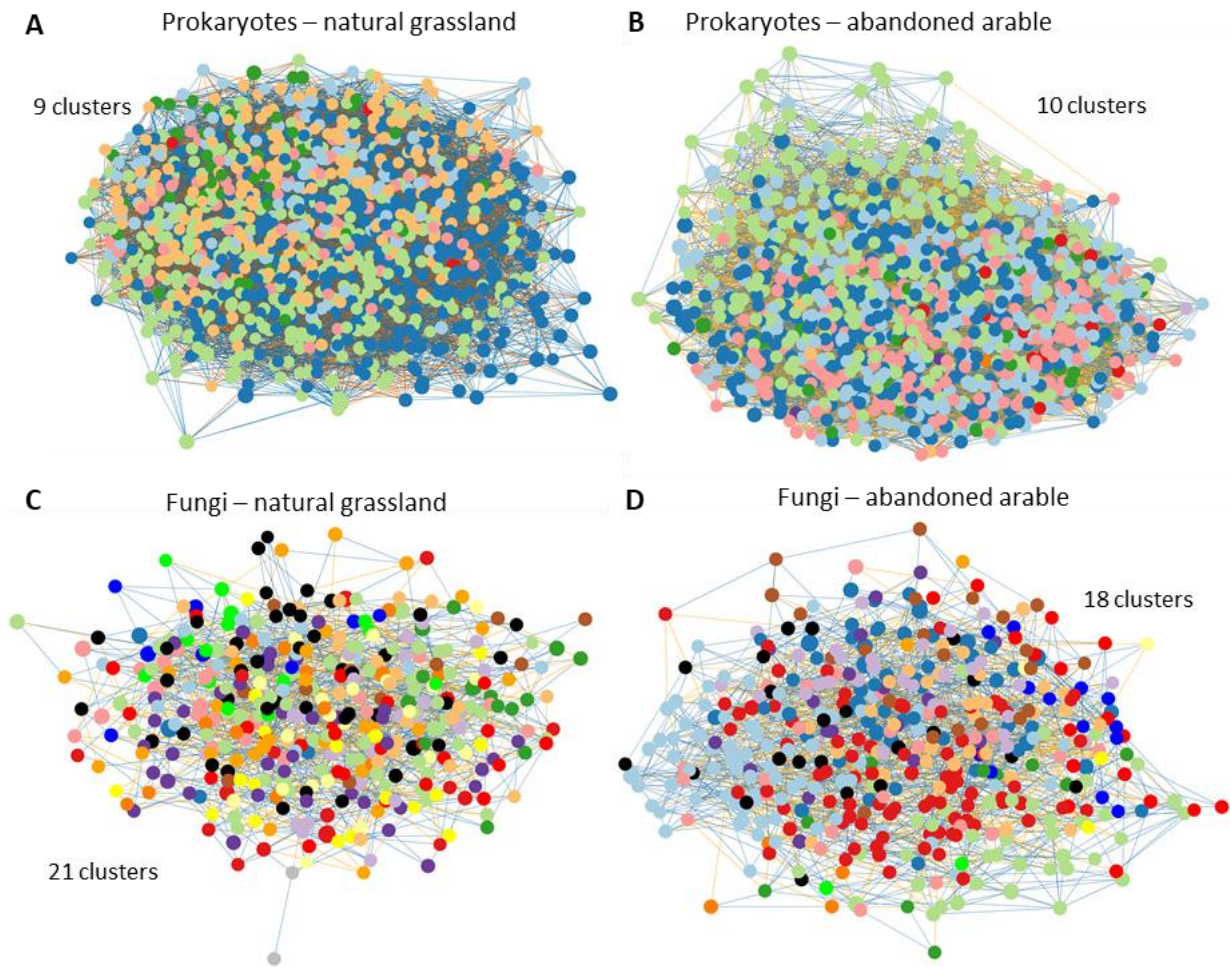 A
Prokaryotes – natural grassland
9 clusters
B
Prokaryotes – abandoned arable
10 clusters
C
Fungi – natural grassland
21 clusters
D
Fungi – abandoned arable
18 clusters